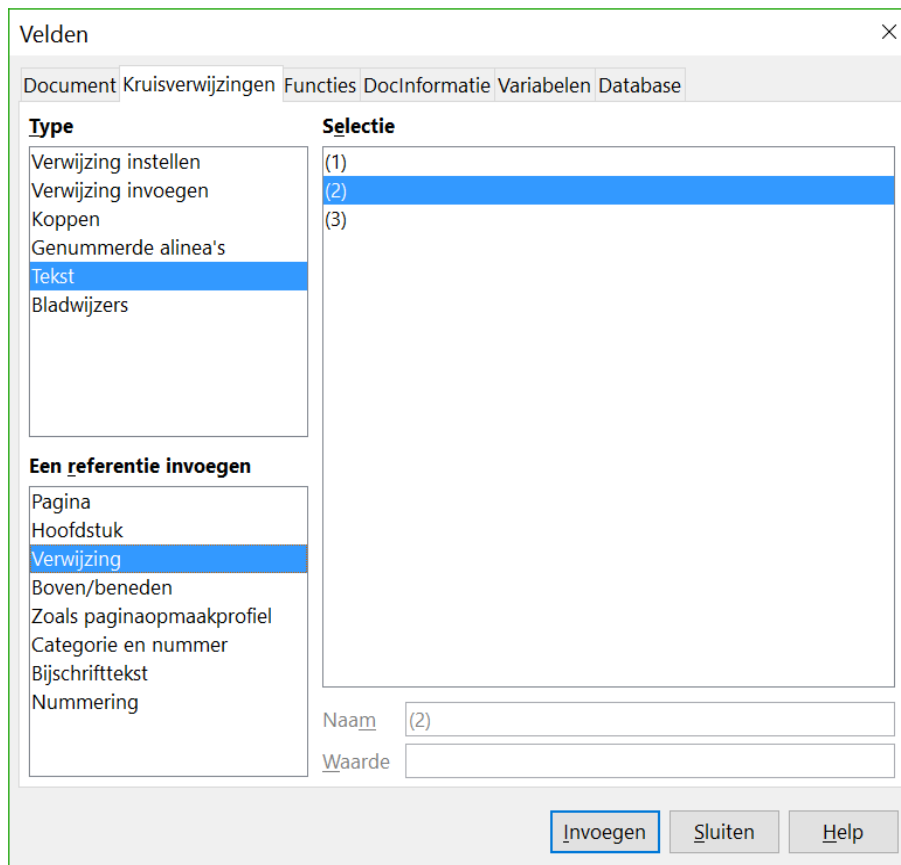 Velden
Document Kruisverwijzingen Functies DocInformatie Variabelen Database
Type
Verwijzing instellen
Verwijzing invoegen
Koppen
Genummerde alinea's
Tekst
Bladwijzers
Een referentie invoegen
Pagina
Hoofdstuk
Verwijzing
Boven/beneden
Zoals paginaopmaakprofiel
Categorie en nummer
Bijschrifttekst
Nummering
Selectie
(1)
(2)
(3)
Naam (2)
Waarde
Invoegen Sluiten Help